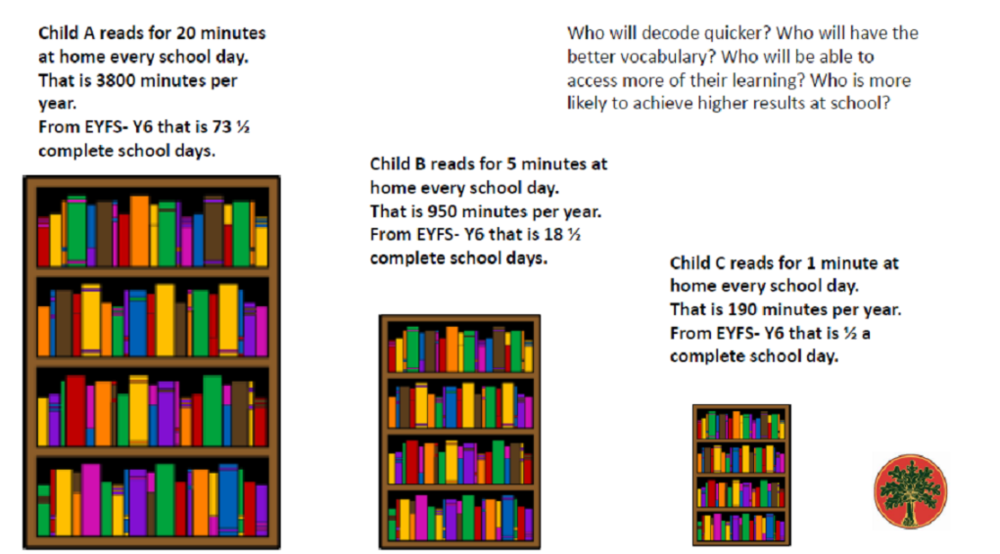 Child A reads for 20 minutes
at home every school day.
That is 3800 minutes per
year.
From EYFS- Y6 that is 73 ½
complete school days.
Who will decode quicker? Who will have the
better vocabulary? Who will be able to
access more of their learning? Who is more
likely to achieve higher results at school?
Child B reads for 5 minutes at
home every school day.
That is 950 minutes per year.
From EYFS- Y6 that is 18 ½
complete school days.
Child C reads for 1 minute at
home every school day.
That is 190 minutes per year.
From EYFS- Y6 that is ½ a
complete school day.